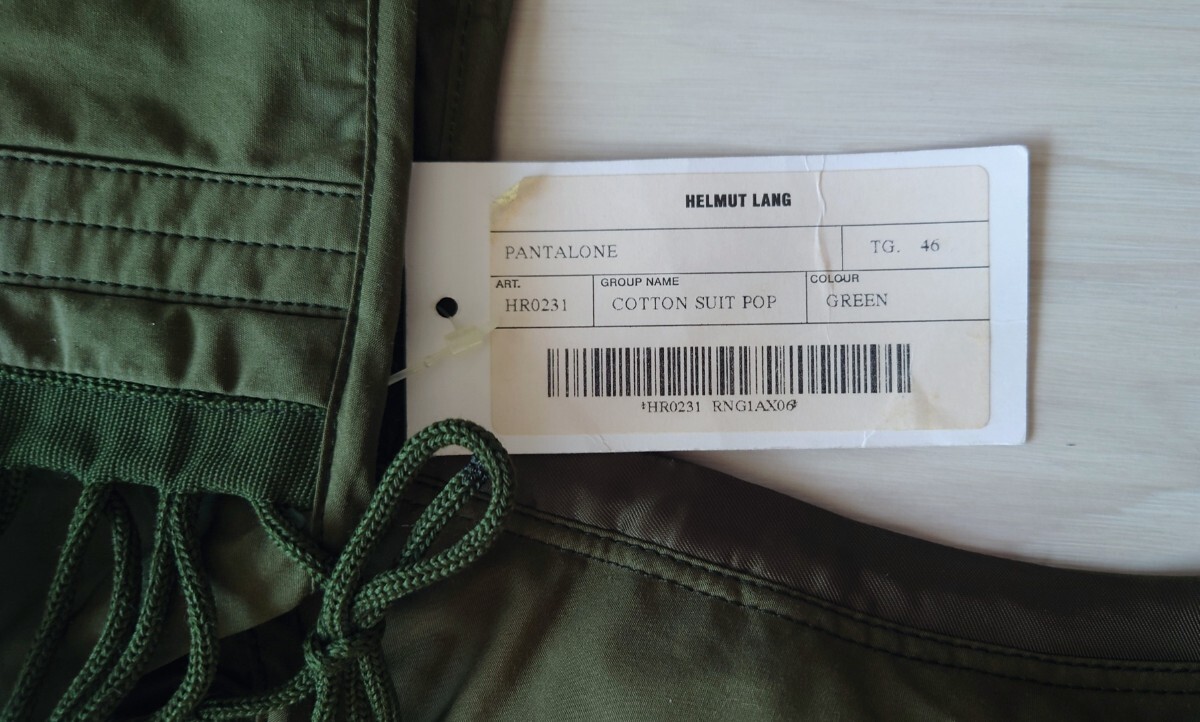 HELMUT LANG
PANTALONE TG. 46
ART. GROUP NAME COLOUR
HR0231 COTTON SUIT POP GREEN
*HR0231 RNG1AX06*